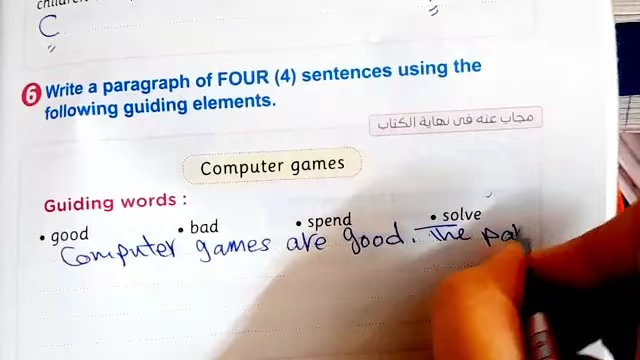 C
6 Write a paragraph of FOUR (4) sentences using the
following guiding elements.
مجاب عنه فى نهاية الكتاب
Computer games
Guiding words :
• good • bad • spend • solve
Computer games are good. The